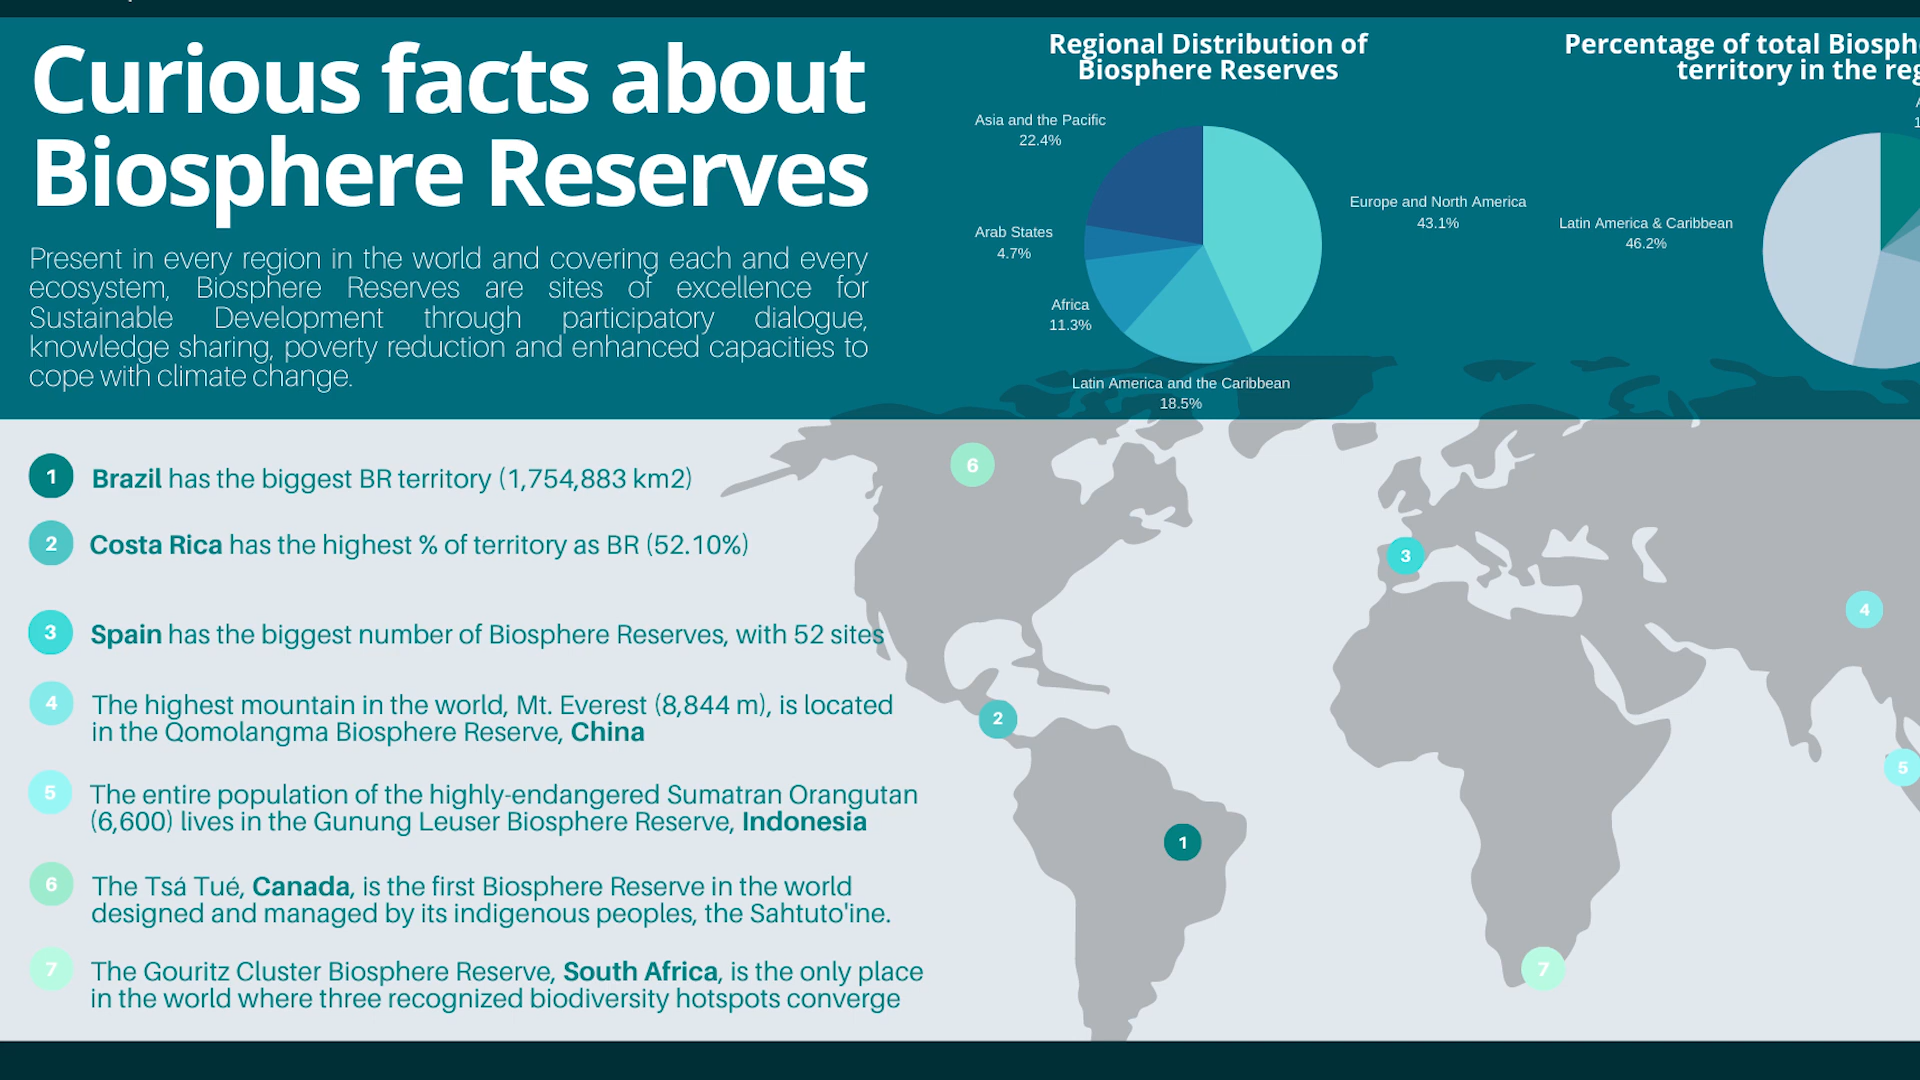 Curious facts about
Biosphere Reserves
Present in every region in the world and covering each and every
ecosystem, Biosphere Reserves are sites of excellence for
Sustainable Development through participatory dialogue,
knowledge sharing, poverty reduction and enhanced capacities to
cope with climate change.
Regional Distribution of
Biosphere Reserves
Asia and the Pacific
22.4%
Arab States
4.7%
Africa
11.3%
Latin America and the Caribbean
18.5%
Europe and North America
43.1%
Percentage of total
territory in the
Latin America & Caribbean
46.2%
1 Brazil has the biggest BR territory (1,754,883 km2)
2 Costa Rica has the highest % of territory as BR (52.10%)
3 Spain has the biggest number of Biosphere Reserves, with 52 sites
4 The highest mountain in the world, Mt. Everest (8,844 m), is located
in the Qomolangma Biosphere Reserve, China
5 The entire population of the highly-endangered Sumatran Orangutan
(6,600) lives in the Gunung Leuser Biosphere Reserve, Indonesia
6 The Tsá Tué, Canada, is the first Biosphere Reserve in the world
designed and managed by its indigenous peoples, the Sahtuto'ine.
7 The Gouritz Cluster Biosphere Reserve, South Africa, is the only place
in the world where three recognized biodiversity hotspots converge
6
3
4
2
5
1
7